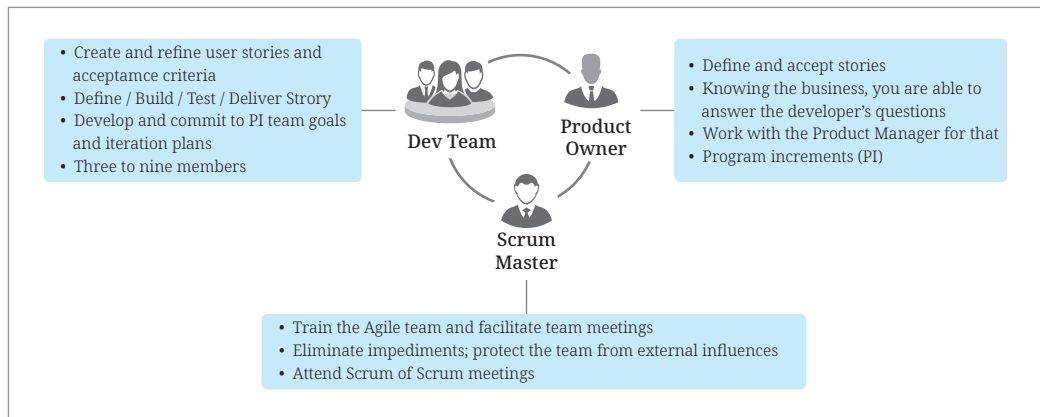 • Create and refine user stories and
acceptamce criteria
• Define / Build / Test / Deliver Strory
• Develop and commit to PI team goals
and iteration plans
• Three to nine members
Dev Team
Product
Owner
• Define and accept stories
• Knowing the business, you are able to
answer the developer's questions
• Work with the Product Manager for that
• Program increments (PI)
Scrum
Master
• Train the Agile team and facilitate team meetings
• Eliminate impediments; protect the team from external influences
• Attend Scrum of Scrum meetings